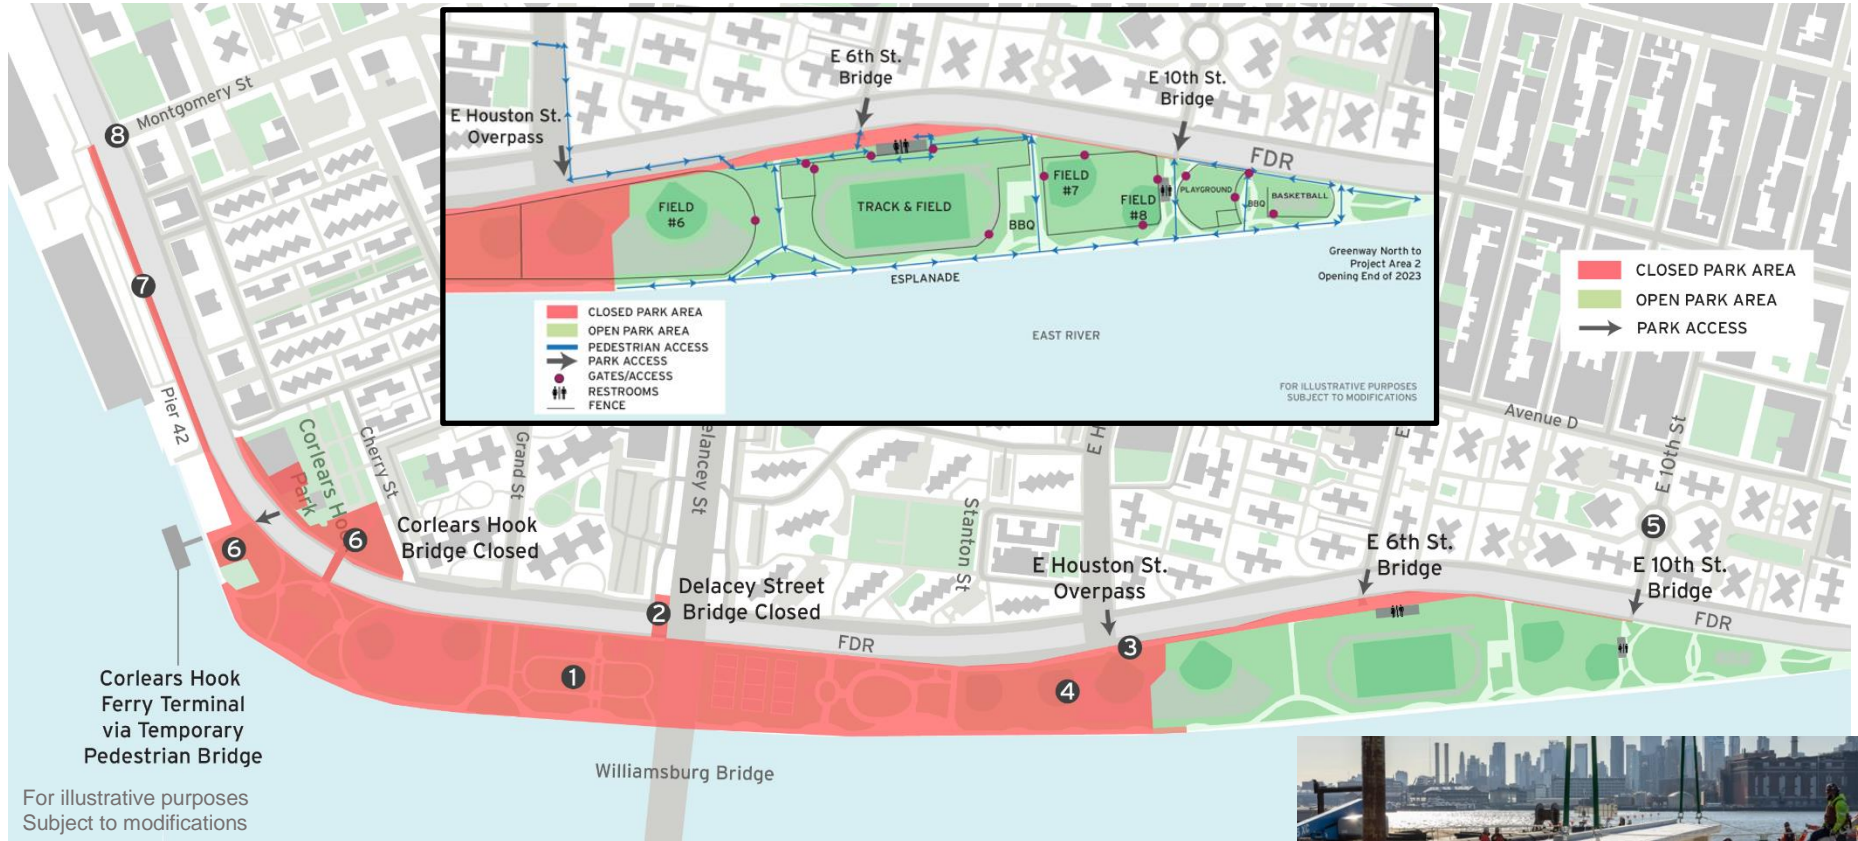 E 6th St.
Bridge
E 10th St.
Bridge
E Houston St.
Overpass
FDR
FIELD
#6
TRACK & FIELD
BBQ
FIELD
#7
FIELD
#8
PLAYGROUND
BBQ
BASKETBALL
ESPLANADE
Greenway North to
Project Area 2
Opening End of 2023
CLOSED PARK AREA
OPEN PARK AREA
PEDESTRIAN ACCESS
PARK ACCESS
GATES/ACCESS
RESTROOMS
FENCE
EAST RIVER
FOR ILLUSTRATIVE PURPOSES
SUBJECT TO MODIFICATIONS
CLOSED PARK AREA
OPEN PARK AREA
PARK ACCESS
8
Montgomery St
7
Pier 42
Corlears Hook
Park
Cherry St
Grand St
elancey St
Stanton St
E H
E
Avenue D
E 10th St
5
6
6
Corlears Hook
Bridge Closed
2
Delacey Street
Bridge Closed
FDR
E Houston St.
Overpass
3
E 6th St.
Bridge
E 10th St.
Bridge
FDR
1
4
Corlears Hook
Ferry Terminal
via Temporary
Pedestrian Bridge
Williamsburg Bridge
For illustrative purposes
Subject to modifications